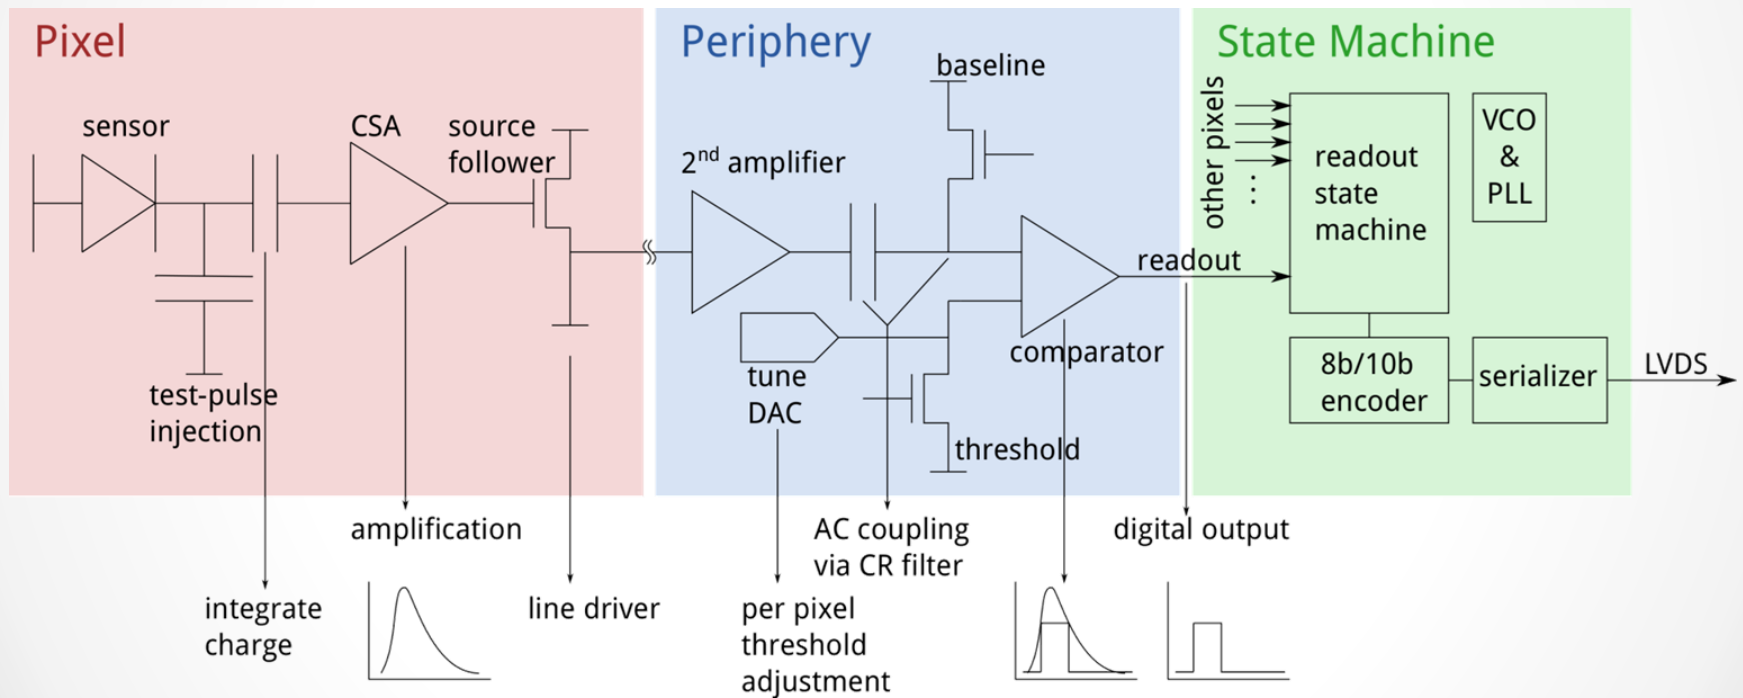 Pixel
Periphery
State Machine
sensor
CSA
source
follower
test-pulse
injection
2nd amplifier
baseline
tune
DAC
comparator
threshold
readout
other pixels
readout
state
machine
VCO
&
PLL
8b/10b
encoder
serializer
LVDS
amplification
integrate
charge
line driver
AC coupling
via CR filter
per pixel
threshold
adjustment
digital output